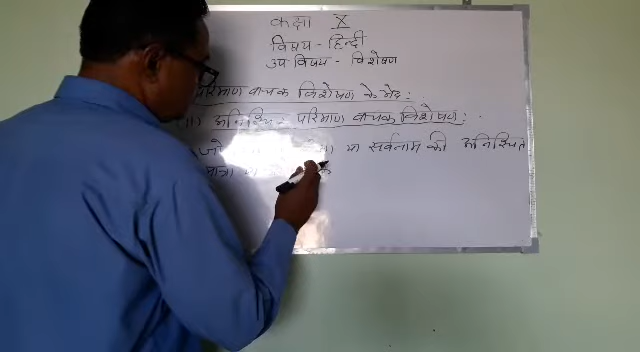 कक्षा X
विषय - हिन्दी
उप विषय - विशेषण
परिमाण वाचक विशेषण के भेद:
अनिश्चित परिमाण वाचक विशेषण:
जो या सर्वनाम की अनिश्चित
मात्रा